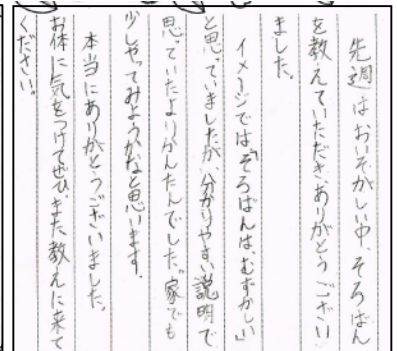 先週はおいそがしい中、そろばん
を教えていただき、ありがとうござい
ました。
イメージでは「そろばんは、むずかしい」
と思っていましたが、分かりやすい説明で
思っていたよりかんたんでした。家でも
少しやってみようかなと思います。
本当にありがとうございました。
お体に気をつけてぜひまた教えに来て
ください。